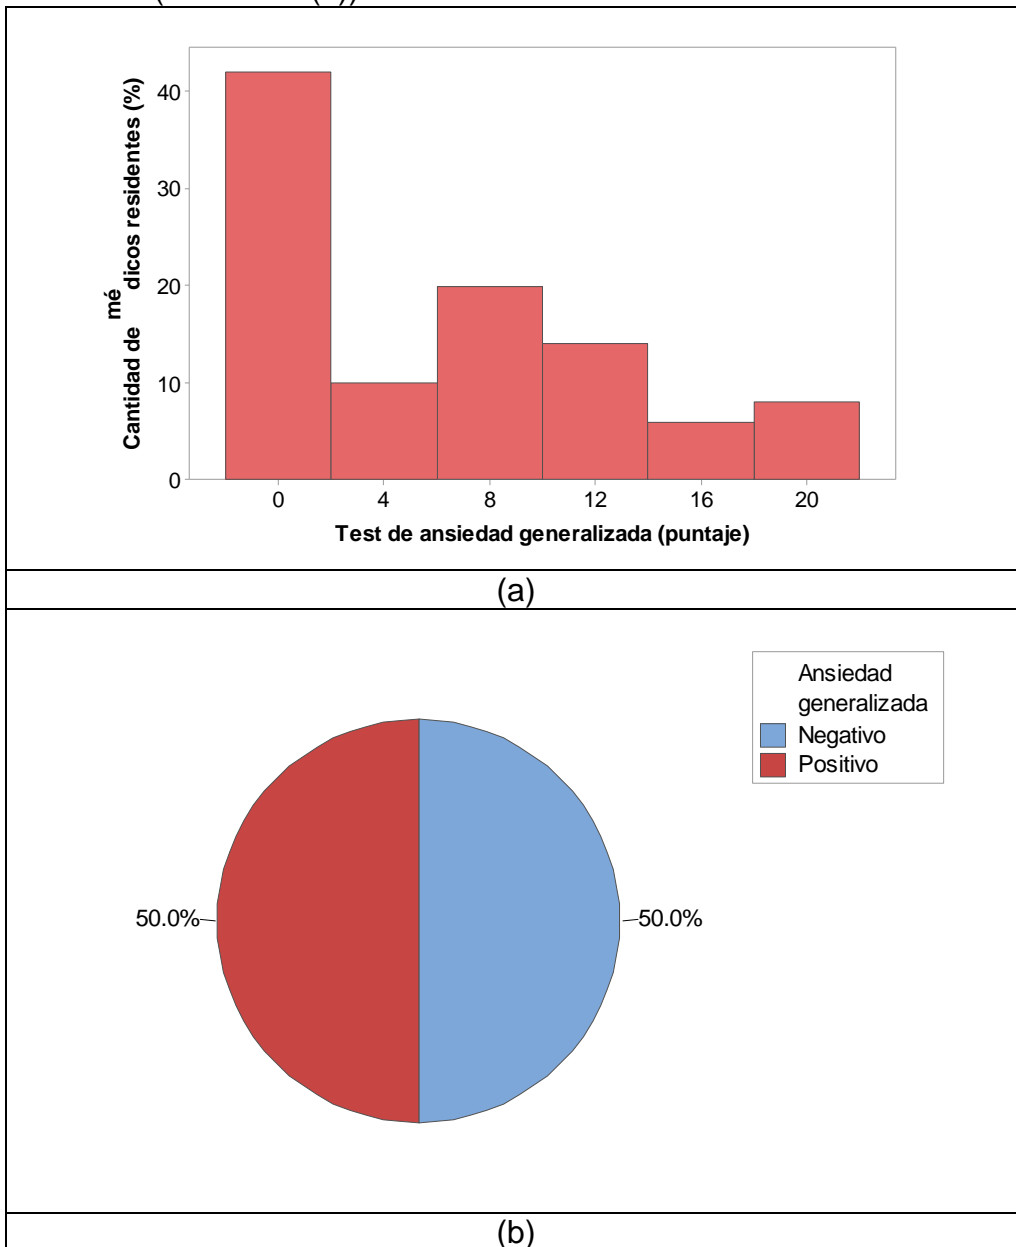 Cantidad de médicos residentes (%)
40
30
20
10
0
0 4 8 12 16 20
Test de ansiedad generalizada (puntaje)
(a)
Ansiedad
generalizada
Negativo
Positivo
50.0% 50.0%
(b)